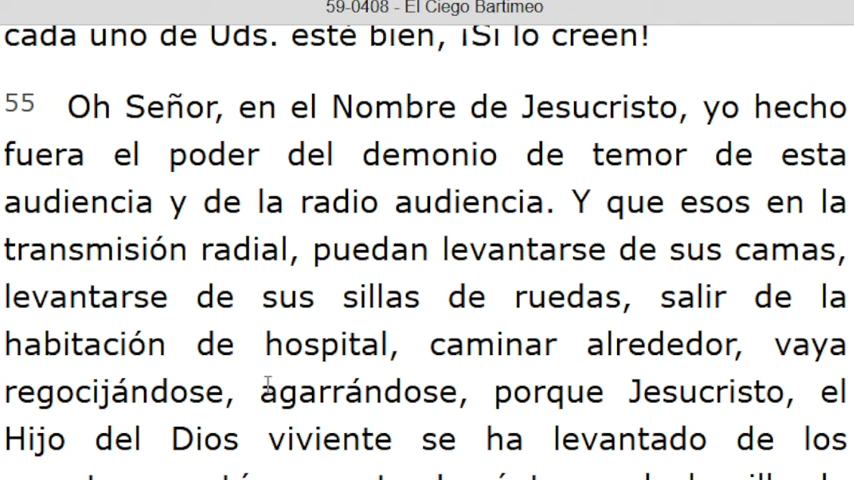 59-0408 - El Ciego Bartimeo
cada uno de Uds. esté bien, ¡Si lo creen!
55 Oh Señor, en el Nombre de Jesucristo, yo hecho
fuera el poder del demonio de temor de esta
audiencia y de la radio audiencia. Y que esos en la
transmisión radial, puedan levantarse de sus camas,
levantarse de sus sillas de ruedas, salir de la
habitación de hospital, caminar alrededor, vaya
regocijándose, agarrándose, porque Jesucristo, el
Hijo del Dios viviente se ha levantado de los